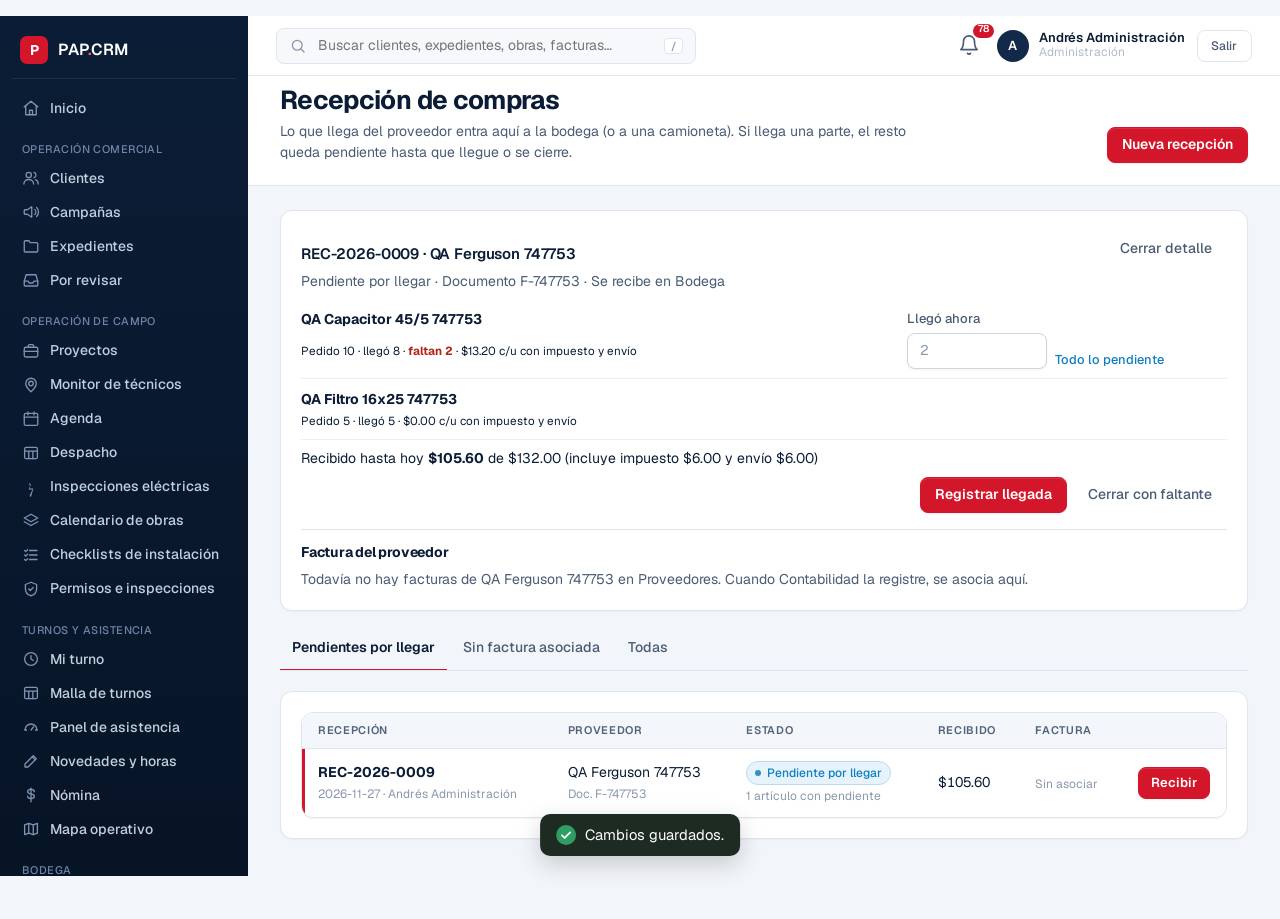 P PAP.CRM
Buscar clientes, expedientes, obras, facturas... /
78
A
Andrés Administración
Administración
Salir
Inicio
OPERACIÓN COMERCIAL
Clientes
Campañas
Expedientes
Por revisar
OPERACIÓN DE CAMPO
Proyectos
Monitor de técnicos
Agenda
Despacho
Inspecciones eléctricas
Calendario de obras
Checklists de instalación
Permisos e inspecciones
TURNOS Y ASISTENCIA
Mi turno
Malla de turnos
Panel de asistencia
Novedades y horas
Nómina
Mapa operativo
BODEGA
Recepción de compras
Lo que llega del proveedor entra aquí a la bodega (o a una camioneta). Si llega una parte, el resto
queda pendiente hasta que llegue o se cierre.
Nueva recepción
REC-2026-0009 · QA Ferguson 747753
Cerrar detalle
Pendiente por llegar · Documento F-747753 · Se recibe en Bodega
QA Capacitor 45/5 747753
Pedido 10 · llegó 8 · faltan 2 · $13.20 c/u con impuesto y envío
Llegó ahora
2
Todo lo pendiente
QA Filtro 16x25 747753
Pedido 5 · llegó 5 · $0.00 c/u con impuesto y envío
Recibido hasta hoy $105.60 de $132.00 (incluye impuesto $6.00 y envío $6.00)
Registrar llegada
Cerrar con faltante
Factura del proveedor
Todavía no hay facturas de QA Ferguson 747753 en Proveedores. Cuando Contabilidad la registre, se asocia aquí.
Pendientes por llegar
Sin factura asociada
Todas
RECEPCIÓN PROVEEDOR ESTADO RECIBIDO FACTURA
REC-2026-0009
2026-11-27 · Andrés Administración
QA Ferguson 747753
Doc. F-747753
Pendiente por llegar
1 artículo con pendiente
$105.60
Sin asociar
Recibir
Cambios guardados.